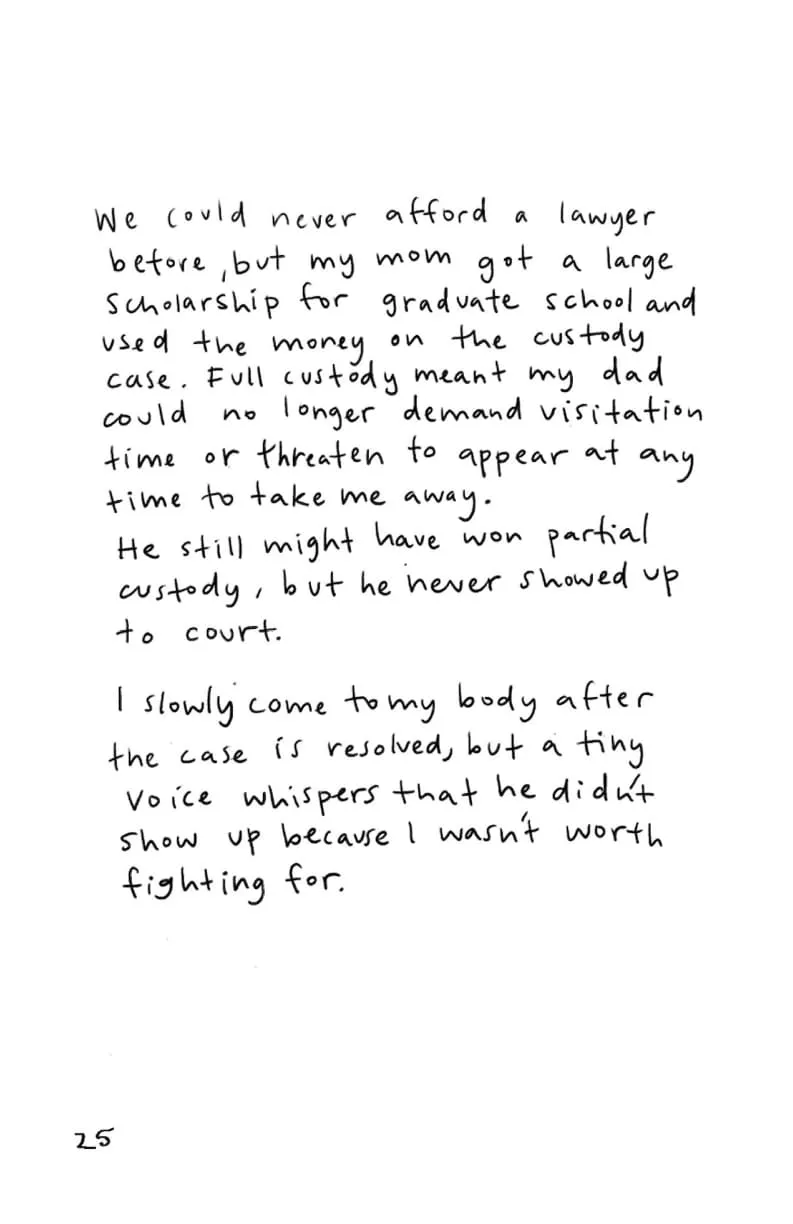 We could never afford a lawyer
before, but my mom got a large
scholarship for graduate school and
used the money on the custody
case. Full custody meant my dad
could no longer demand visitation
time or threaten to appear at any
time to take me away.
He still might have won partial
custody, but he never showed up
to court.
I slowly come to my body after
the case is resolved, but a tiny
voice whispers that he didn't
show up because I wasn't worth
fighting for.
25